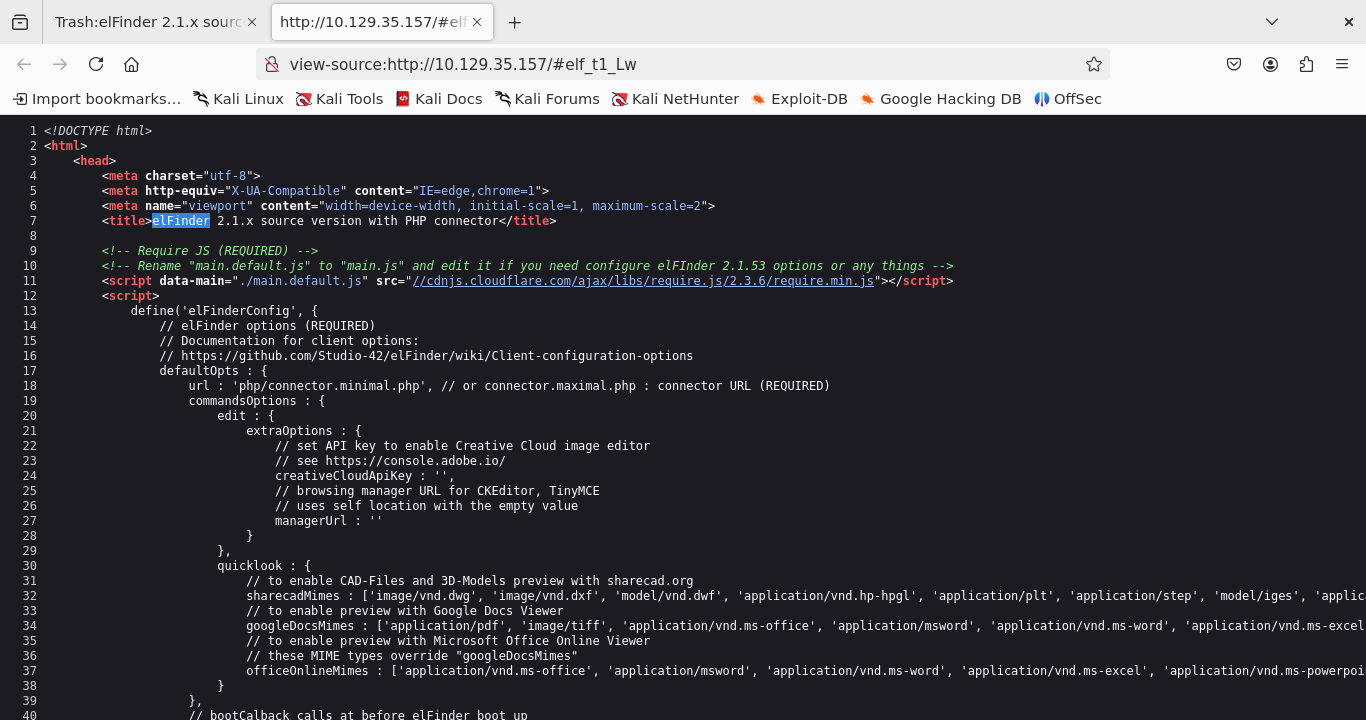 Trash:elFinder 2.1.x sourc
http://10.129.35.157/#elf
view-source:http://10.129.35.157/#elf_t1_Lw
Import bookmarks… Kali Linux Kali Tools Kali Docs Kali Forums Kali NetHunter Exploit-DB Google Hacking DB OffSec
1 <!DOCTYPE html>
2 <html>
3 <head>
4 <meta charset="utf-8">
5 <meta http-equiv="X-UA-Compatible" content="IE=edge,chrome=1">
6 <meta name="viewport" content="width=device-width, initial-scale=1, maximum-scale=2">
7 <title>elFinder 2.1.x source version with PHP connector</title>
8
9 <!-- Require JS (REQUIRED) -->
10 <!-- Rename "main.default.js" to "main.js" and edit it if you need configure elFInder 2.1.53 options or any things -->
11 <script data-main="./main.default.js" src="//cdnjs.cloudflare.com/ajax/libs/require.js/2.3.6/require.min.js"></script>
12 <script>
13 define('elFinderConfig', {
14 // elFinder options (REQUIRED)
15 // Documentation for client options:
16 // https://github.com/Studio-42/elFinder/wiki/Client-configuration-options
17 defaultOpts : {
18 url : 'php/connector.minimal.php', // or connector.maximal.php : connector URL (REQUIRED)
19 commandsOptions : {
20 edit : {
21 extraOptions : {
22 // set API key to enable Creative Cloud image editor
23 // see https://console.adobe.io/
24 creativeCloudApiKey : '',
25 // browsing manager URL for CKEditor, TinyMCE
26 // uses self location with the empty value
27 managerUrl : ''
28 }
29 },
30 quicklook : {
31 // to enable CAD-Files and 3D-Models preview with sharecad.org
32 sharecadMimes : ['image/vnd.dwg', 'image/vnd.dxf', 'model/vnd.dwf', 'application/vnd.hp-hpgl', 'application/plt', 'application/step', 'model/iges', 'applic
33 // to enable preview with Google Docs Viewer
34 googleDocsMimes : ['application/pdf', 'image/tiff', 'application/vnd.ms-office', 'application/msword', 'application/vnd.ms-word', 'application/vnd.ms-excel
35 // to enable preview with Microsoft Office Online Viewer
36 // these MIME types override "googleDocsMimes"
37 officeOnlineMimes : ['application/vnd.ms-office', 'application/msword', 'application/vnd.ms-word', 'application/vnd.ms-excel', 'application/vnd.ms-powerpoi
38 }
39 },
40 // bootCalback calls at before elFinder boot up